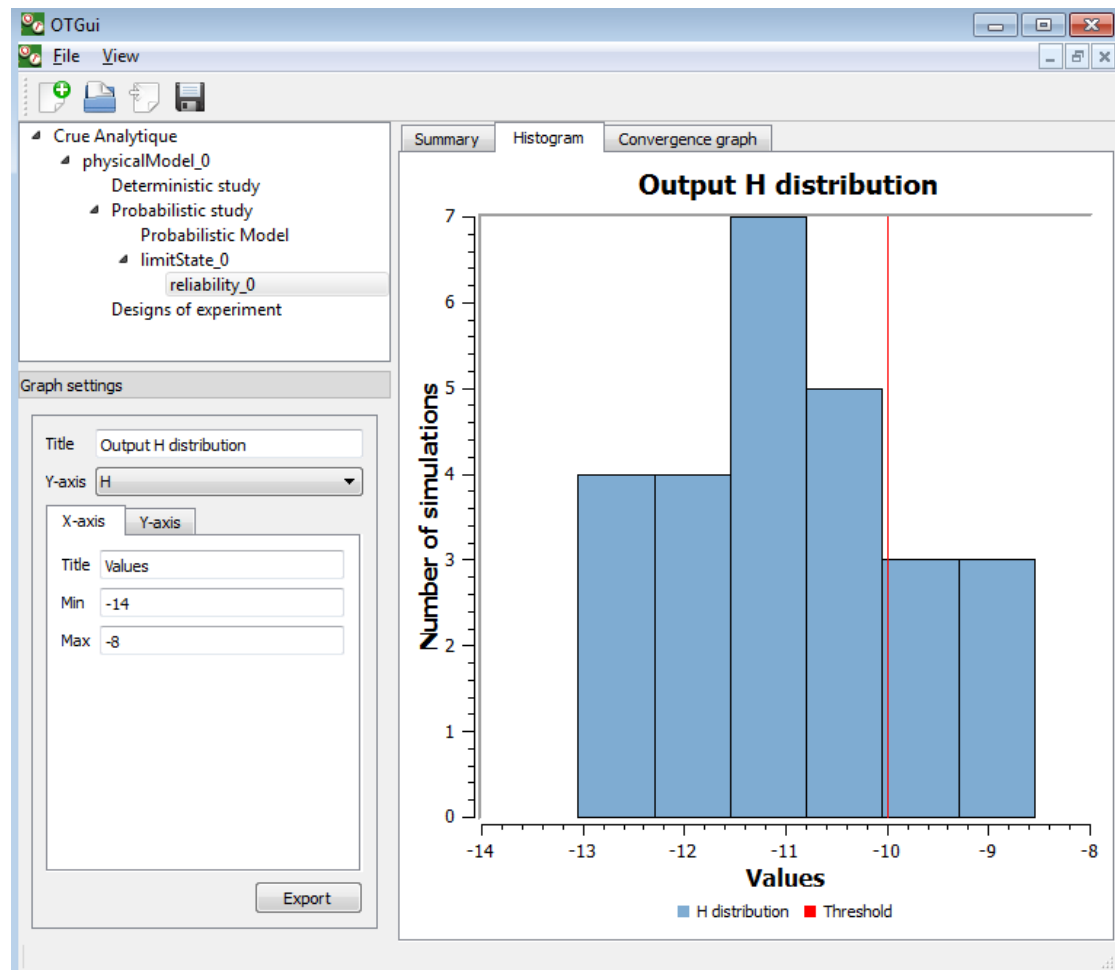 OTGui
File View
Crue Analytique
physicalModel_0
Deterministic study
Probabilistic study
Probabilistic Model
limitState_0
reliability_0
Designs of experiment
Graph settings
Title Output H distribution
Y-axis H
X-axis Y-axis
Title Values
Min -14
Max -8
Export
Summary Histogram Convergence graph
Output H distribution
Number of simulations
7
6
5
4
3
2
1
0
-14 -13 -12 -11 -10 -9 -8
Values
H distribution Threshold